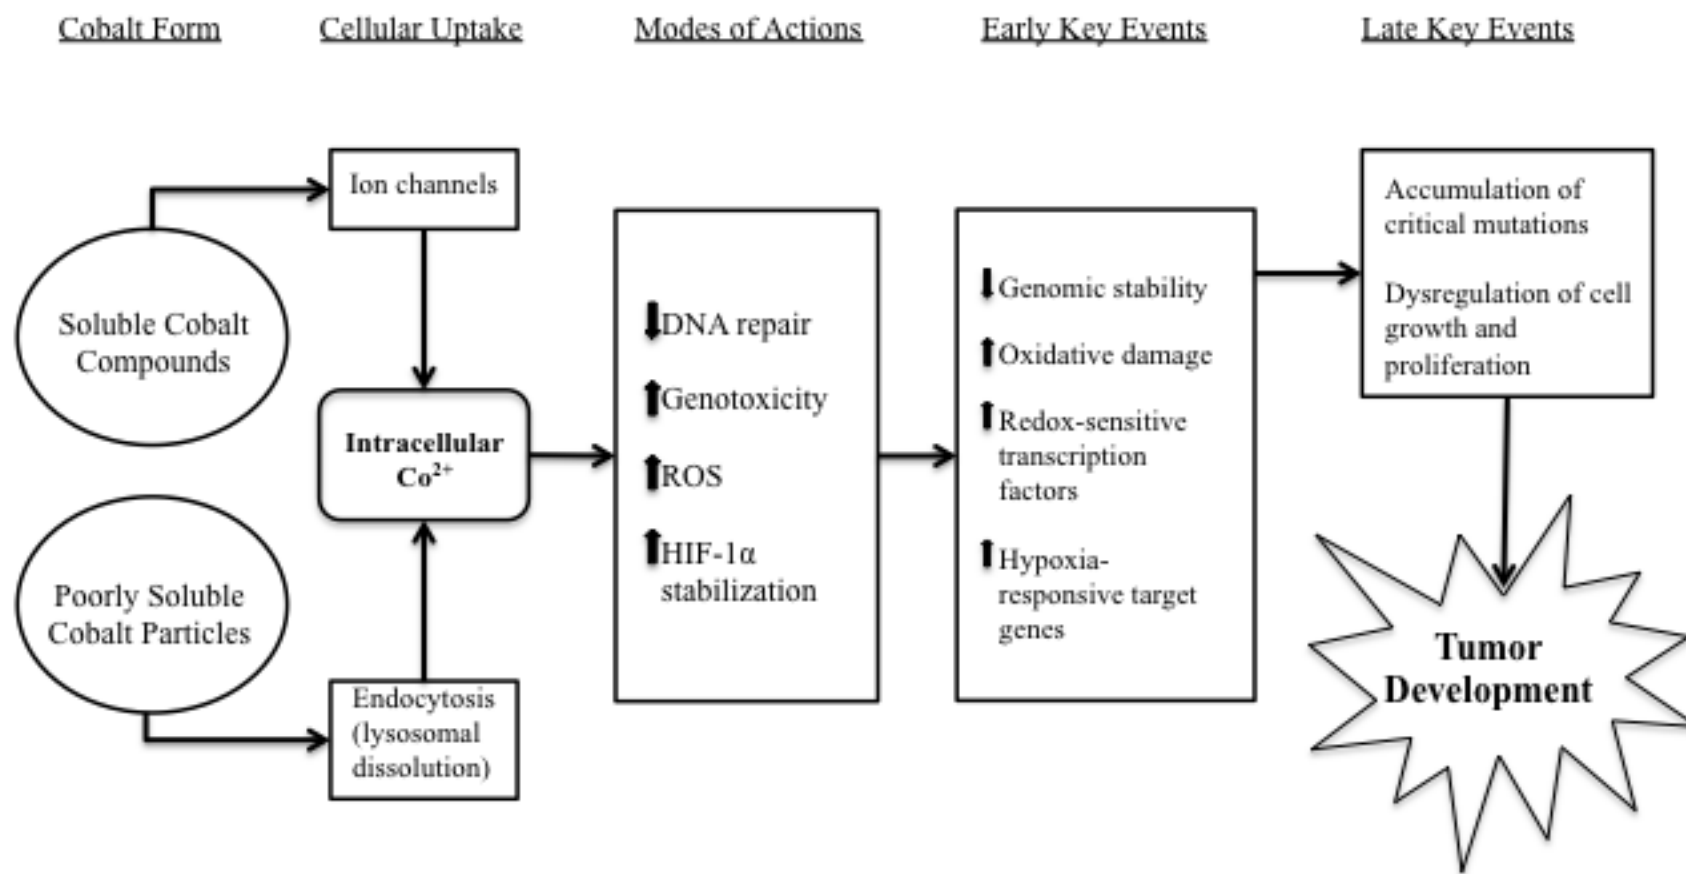 Cobalt Form
Cellular Uptake
Modes of Actions
Early Key Events
Late Key Events
Soluble Cobalt
Compounds
Poorly Soluble
Cobalt Particles
Ion channels
Intracellular
Co²⁺
Endocytosis
(lysosomal
dissolution)
DNA repair
Genotoxicity
ROS
HIF-1α
stabilization
Genomic stability
Oxidative damage
Redox-sensitive
transcription
factors
Hypoxia-
responsive target
genes
Accumulation of
critical mutations
Dysregulation of cell
growth and
proliferation
Tumor
Development